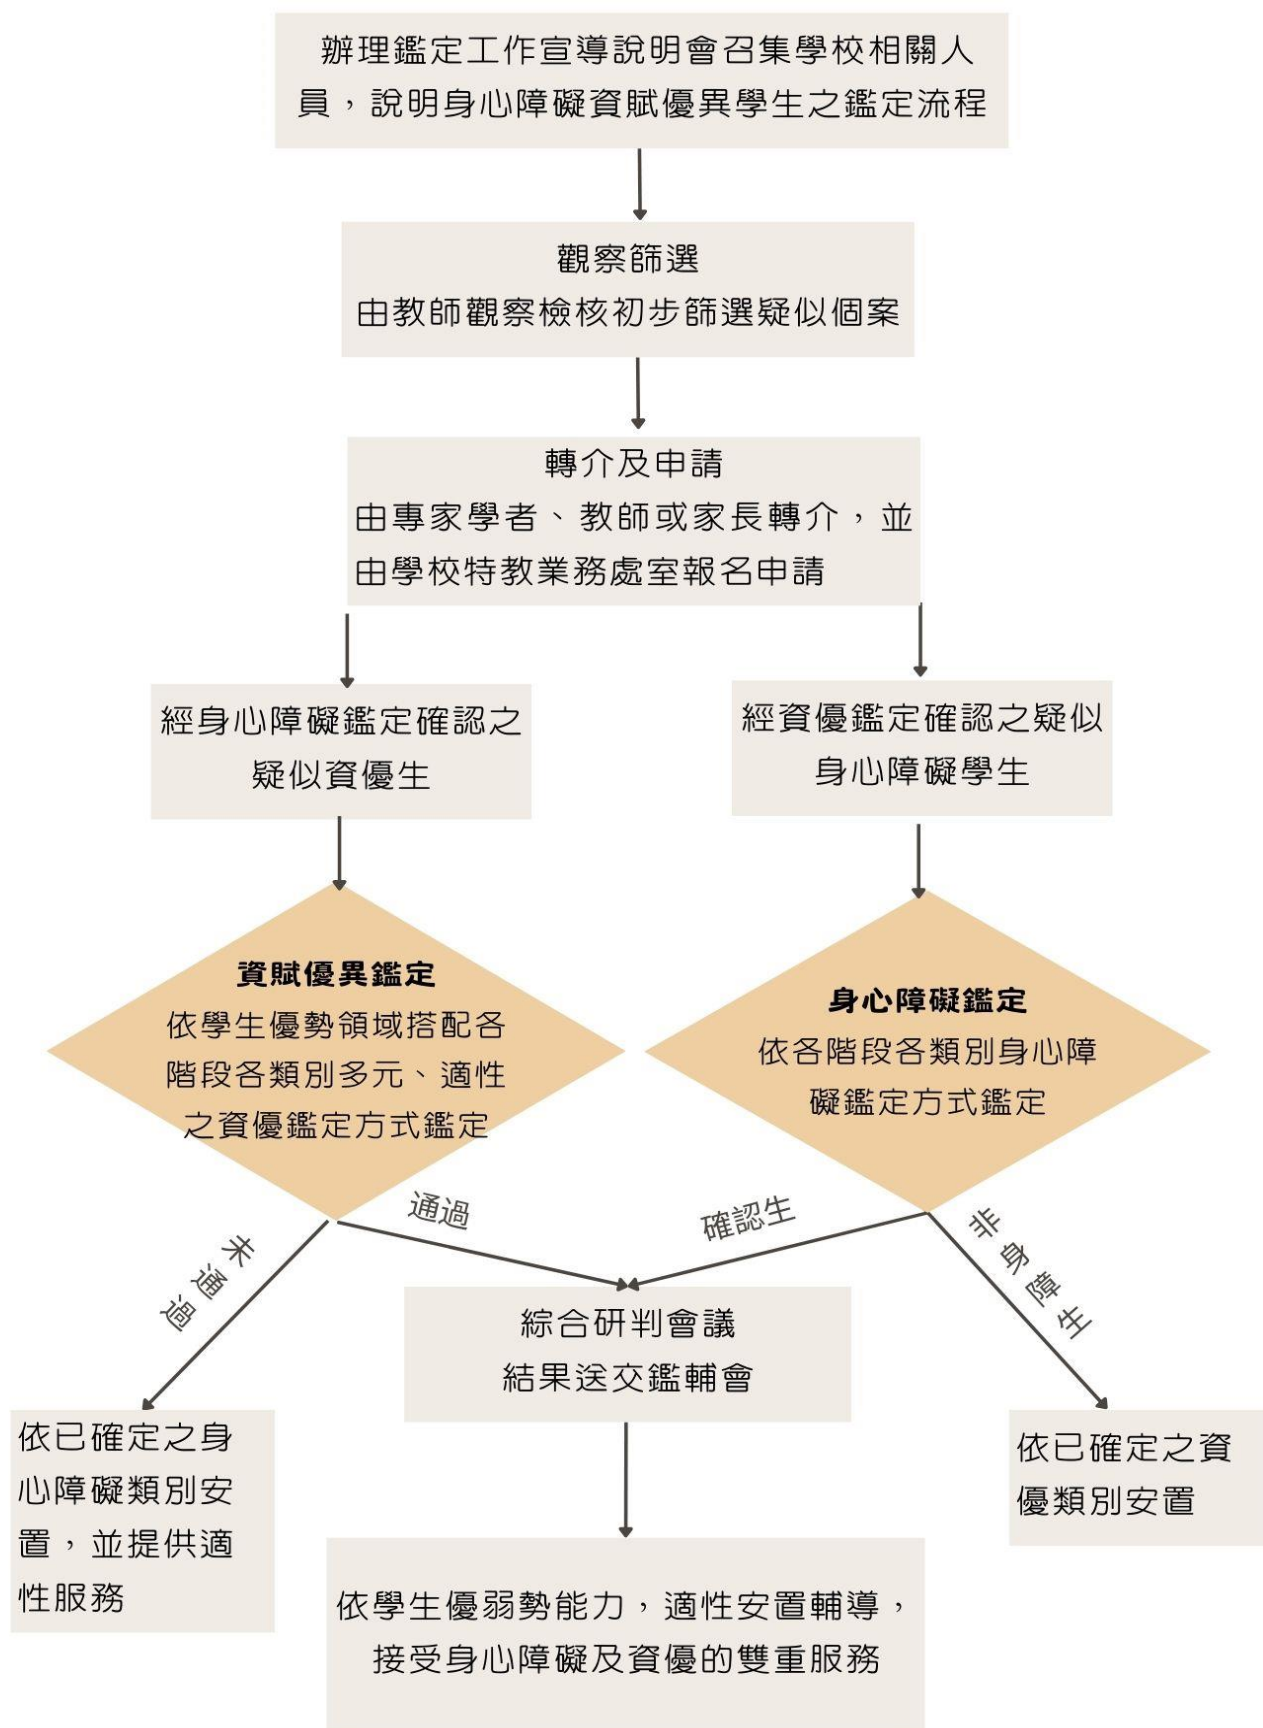 辦理鑑定工作宣導說明會召集學校相關人
員，說明身心障礙資賦優異學生之鑑定流程
觀察篩選
由教師觀察檢核初步篩選疑似個案
轉介及申請
由專家學者、教師或家長轉介，並
由學校特教業務處室報名申請
經身心障礙鑑定確認之
疑似資優生
經資優鑑定確認之疑似
身心障礙學生
資賦優異鑑定
依學生優勢領域搭配各
階段各類別多元、適性
之資優鑑定方式鑑定
身心障礙鑑定
依各階段各類別身心障
礙鑑定方式鑑定
未通過
通過
確認生
非身障生
綜合研判會議
結果送交鑑輔會
依已確定之身
心障礙類別安
置，並提供適
性服務
依已確定之資
優類別安置
依學生優弱勢能力，適性安置輔導，
接受身心障礙及資優的雙重服務